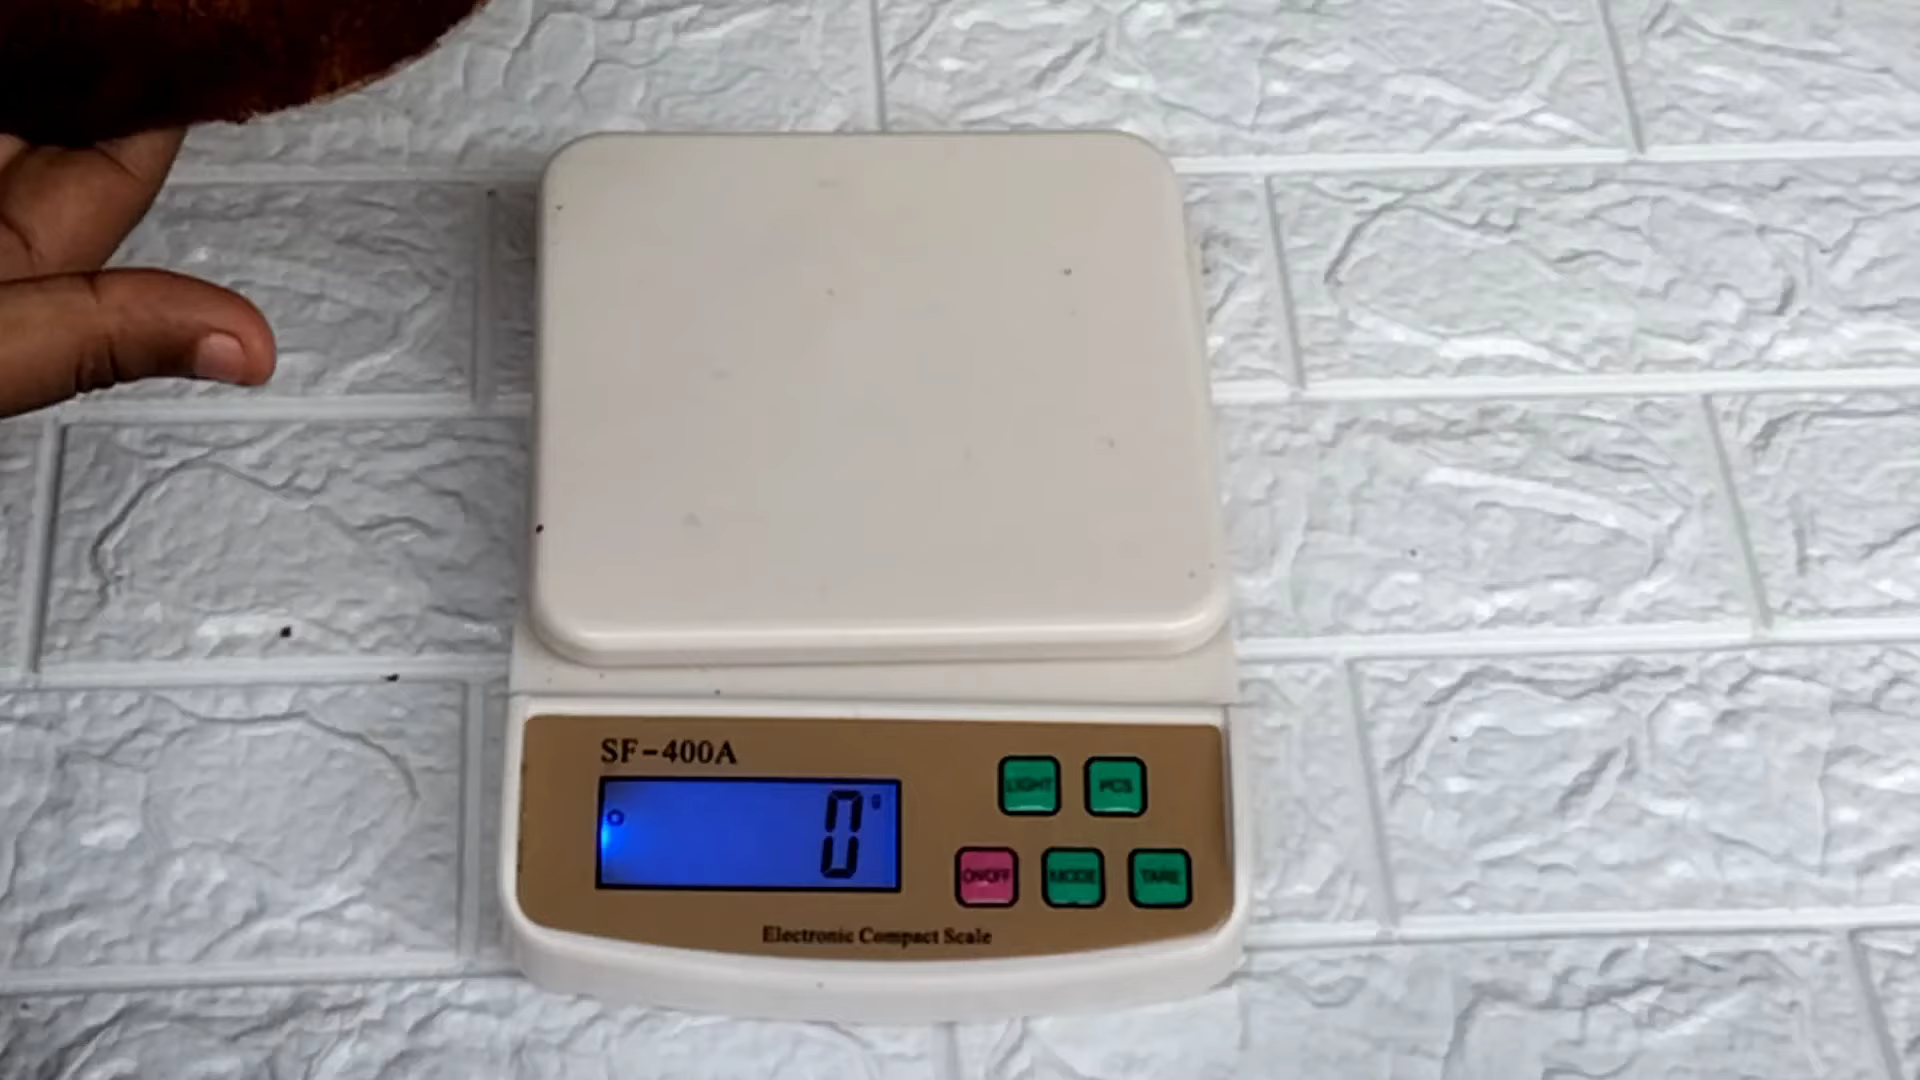 SF-400A
0 g
LIGHT PCS
ON/OFF MODE TARE
Electronic Compact Scale